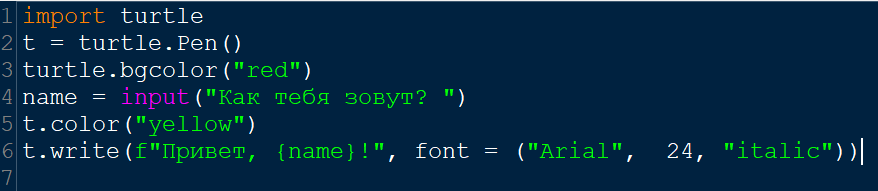 1 import turtle
2 t = turtle.Pen()
3 turtle.bgcolor("red")
4 name = input("Как тебя зовут? ")
5 t.color("yellow")
6 t.write(f"Привет, {name}!", font = ("Arial",  24, "italic"))
7